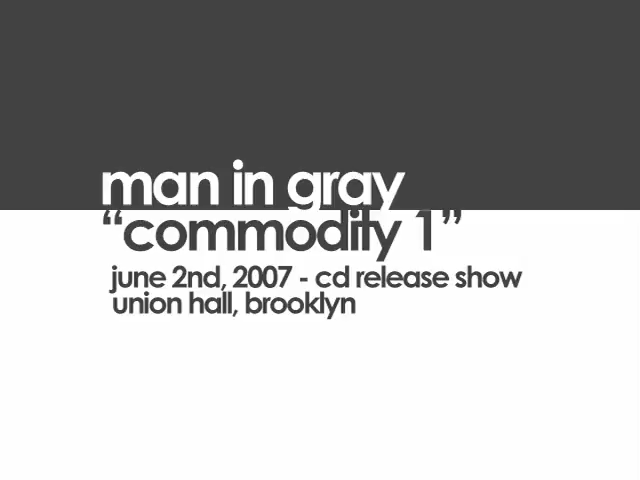 man in gray
“commodity 1”
june 2nd, 2007 - cd release show
union hall, brooklyn